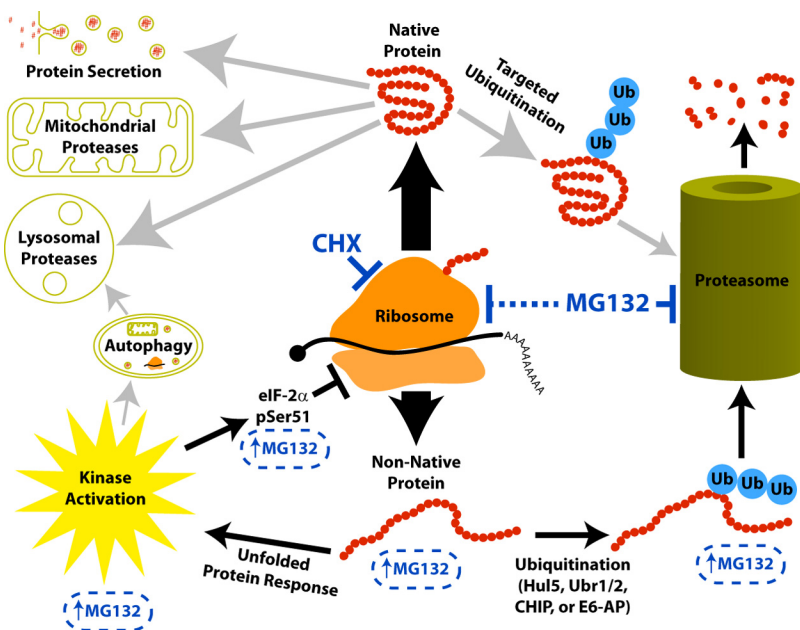 Native
Protein
Protein Secretion
Targeted
Ubiquitination
Ub
Ub
Ub
Mitochondrial
Proteases
Lysosomal
Proteases
CHX
MG132
Proteasome
Ribosome
AAAAAAAAAA
Autophagy
eIF-2α
pSer51
↑MG132
Kinase
Activation
Non-Native
Protein
Ub Ub Ub
Unfolded
Protein Response
↑MG132
Ubiquitination
(Hul5, Ubr1/2,
CHIP, or E6-AP)
↑MG132
↑MG132